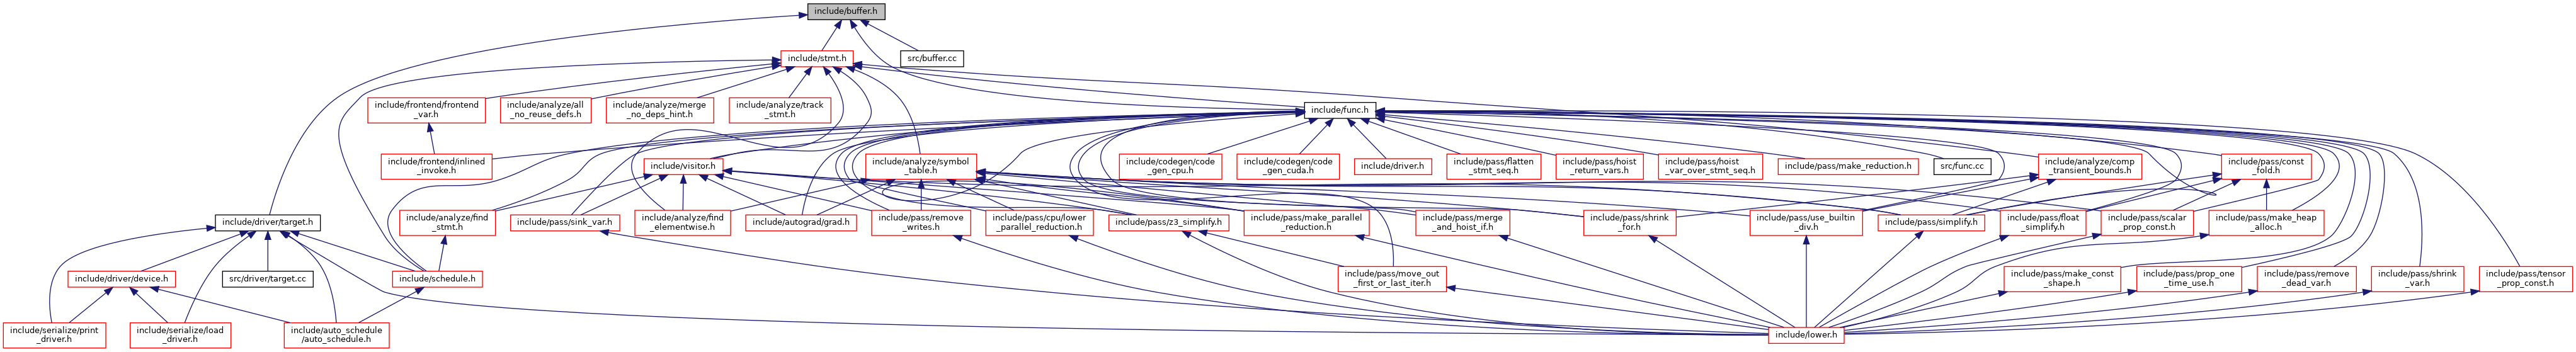 include/buffer.h
include/stmt.h
src/buffer.cc
include/frontend/frontend
_var.h
include/analyze/all
_no_reuse_defs.h
include/analyze/merge
_no_deps_hint.h
include/analyze/track
_stmt.h
include/func.h
include/frontend/inlined
_invoke.h
include/visitor.h
include/analyze/symbol
_table.h
include/codegen/code
_gen_cpu.h
include/codegen/code
_gen_cuda.h
include/driver.h
include/pass/flatten
_stmt_seq.h
include/pass/hoist
_return_vars.h
include/pass/hoist
_var_over_stmt_seq.h
include/pass/make_reduction.h
src/func.cc
include/analyze/comp
_transient_bounds.h
include/pass/const
_fold.h
include/driver/target.h
include/analyze/find
_stmt.h
include/pass/sink_var.h
include/analyze/find
_elementwise.h
include/autograd/grad.h
include/pass/remove
_writes.h
include/pass/cpu/lower
_parallel_reduction.h
include/pass/z3_simplify.h
include/pass/make_parallel
_reduction.h
include/pass/merge
_and_hoist_if.h
include/pass/shrink
_for.h
include/pass/use_builtin
_div.h
include/pass/simplify.h
include/pass/float
_simplify.h
include/pass/scalar
_prop_const.h
include/pass/make_heap
_alloc.h
include/driver/device.h
src/driver/target.cc
include/schedule.h
include/pass/move_out
_first_or_last_iter.h
include/pass/make_const
_shape.h
include/pass/prop_one
_time_use.h
include/pass/remove
_dead_var.h
include/pass/shrink
_var.h
include/pass/tensor
_prop_const.h
include/serialize/print
_driver.h
include/serialize/load
_driver.h
include/auto_schedule
/auto_schedule.h
include/lower.h